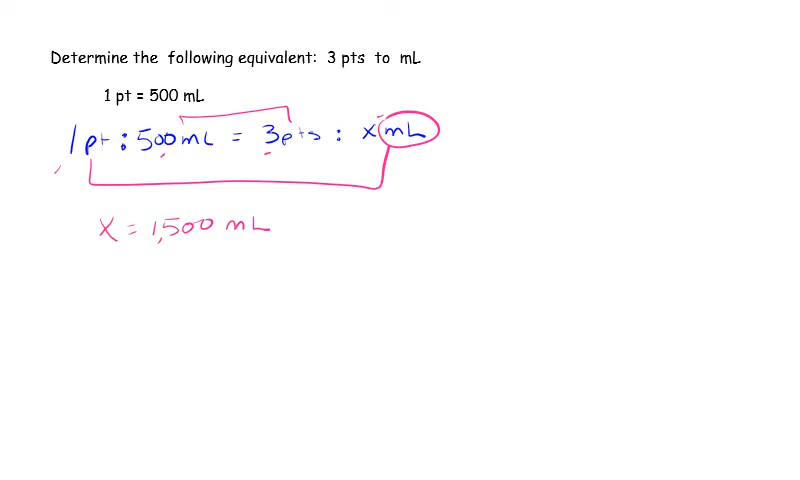 Determine the following equivalent: 3 pts to mL
1 pt = 500 mL
1 pt : 500 mL = 3 pts : x mL
x = 1,500 mL